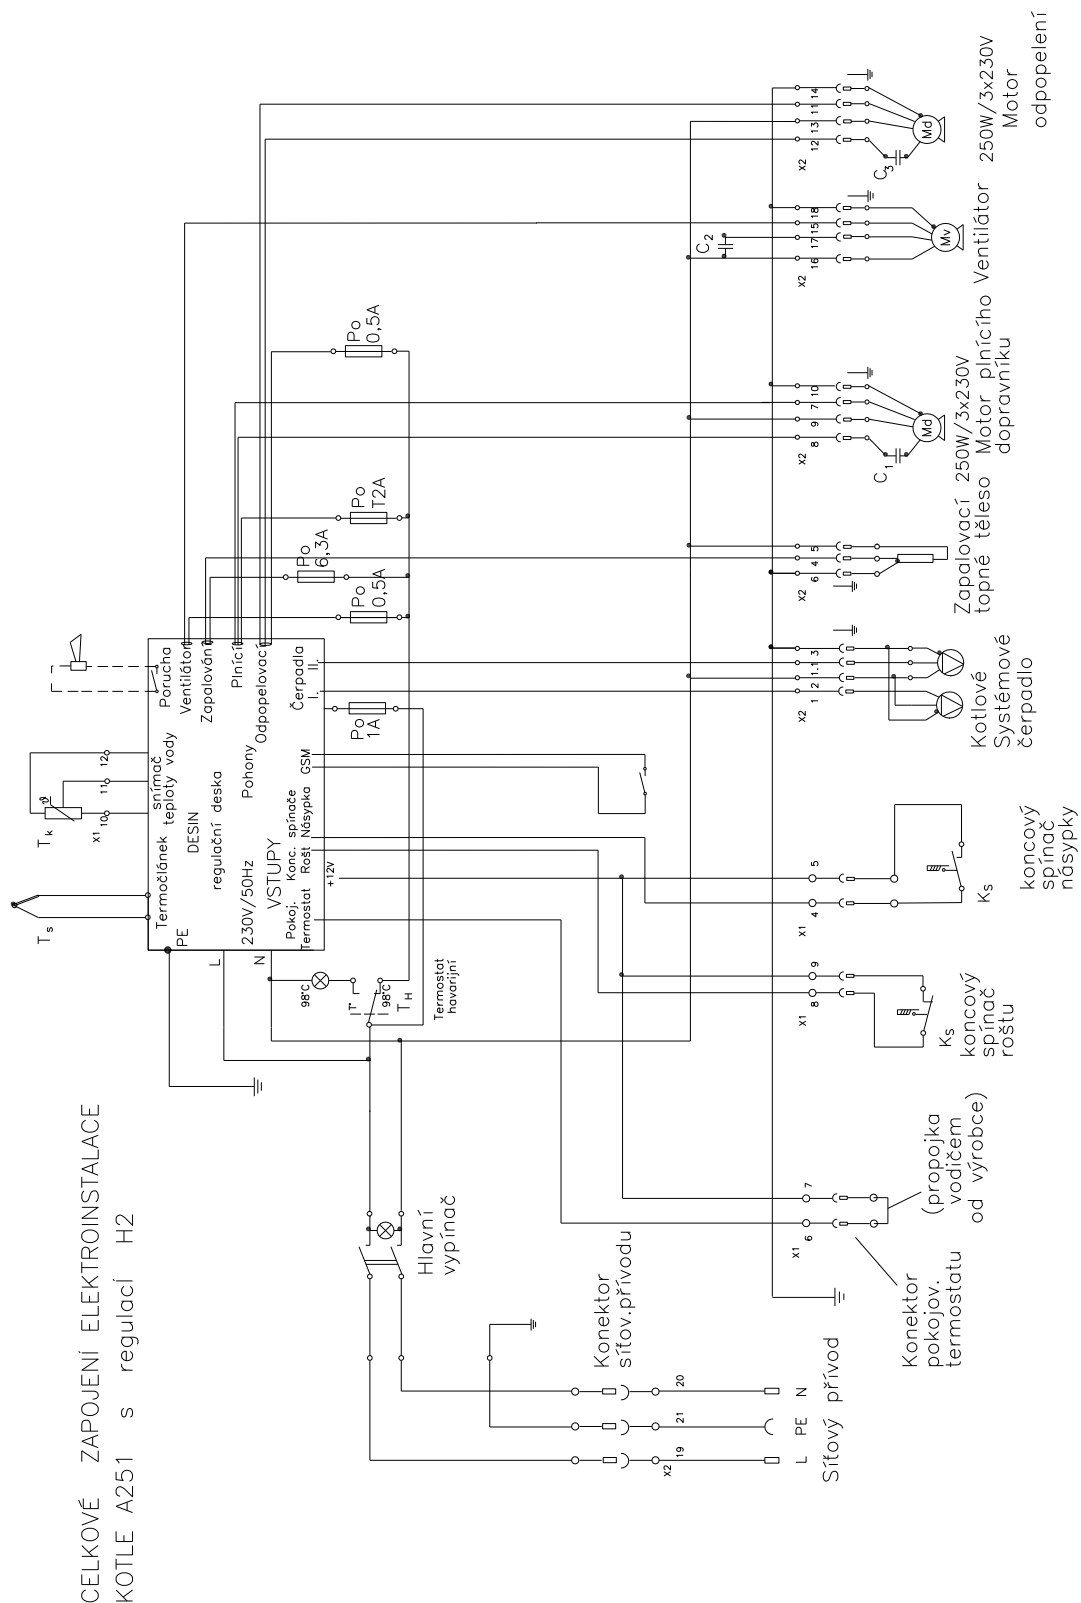 CELKOVÉ ZAPOJENÍ ELEKTROINSTALACE
KOTLE A251 s regulací H2
T s
T k
X1 10 11 12
Termočlánek
snímač
teploty vody
Porucha
Ventilátor
Zapalování
Plnící
Odpopelovací
Čerpadla
I. II.
PE
DESIN
regulační deska
Pohony
230V/50Hz
VSTUPY
Pokoj.
Termostat
Konc. spínače
Rošt Násypka
GSM
+12V
L
N
Po
0,5A
Po
6,3A
Po
T2A
Po
0,5A
Po
1A
98°C
T°
98°C
T H
Termostat
havarijní
Hlavní
vypínač
Konektor
síťov.přívodu
X2 19 21 20
L PE N
Síťový přívod
X1 6 7
Konektor
pokojov.
termostatu
(propojka
vodičem
od výrobce)
X1 8 9
Ks
koncový
spínač
roštu
X1 4 5
Ks
koncový
spínač
násypky
X2 1 2 1.1 3
Kotlové
Systémové
čerpadlo
X2 6 4 5
Zapalovací
topné těleso
X2 8 9 7 10
C1
Md
250W/3x230V
Motor plnícího
dopravníku
X2 16 17 15 18
C2
Mv
Ventilátor
X2 12 13 11 14
C3
Md
250W/3x230V
Motor
odpopelení